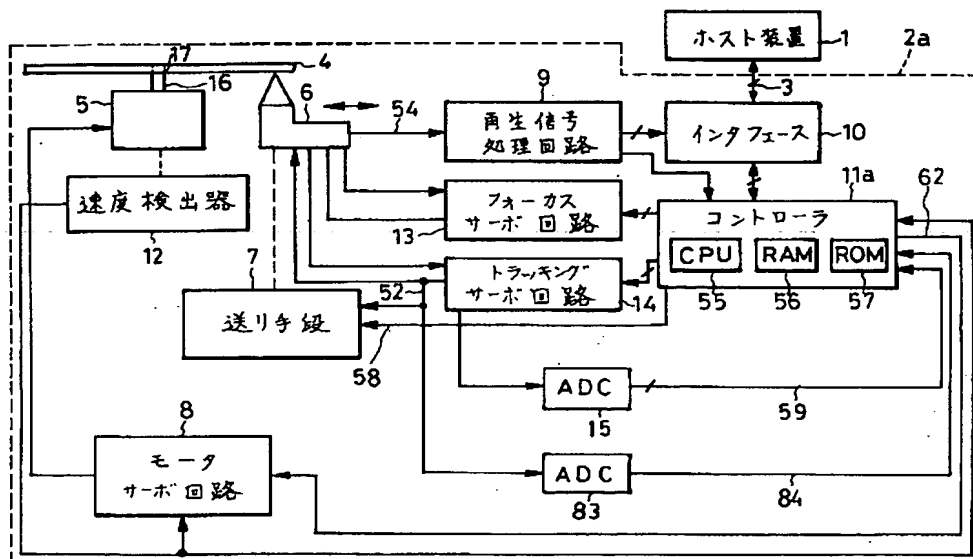 ホスト装置
1
2a
3
17
4
16
5
6
54
9
再生信号
処理回路
インタフェース
10
速度検出器
12
フォーカス
サーボ回路
13
11a
62
コントローラ
CPU
RAM
ROM
55
56
57
7
52
トラッキング
サーボ回路
14
送り手段
58
ADC
15
59
8
モータ
サーボ回路
ADC
83
84